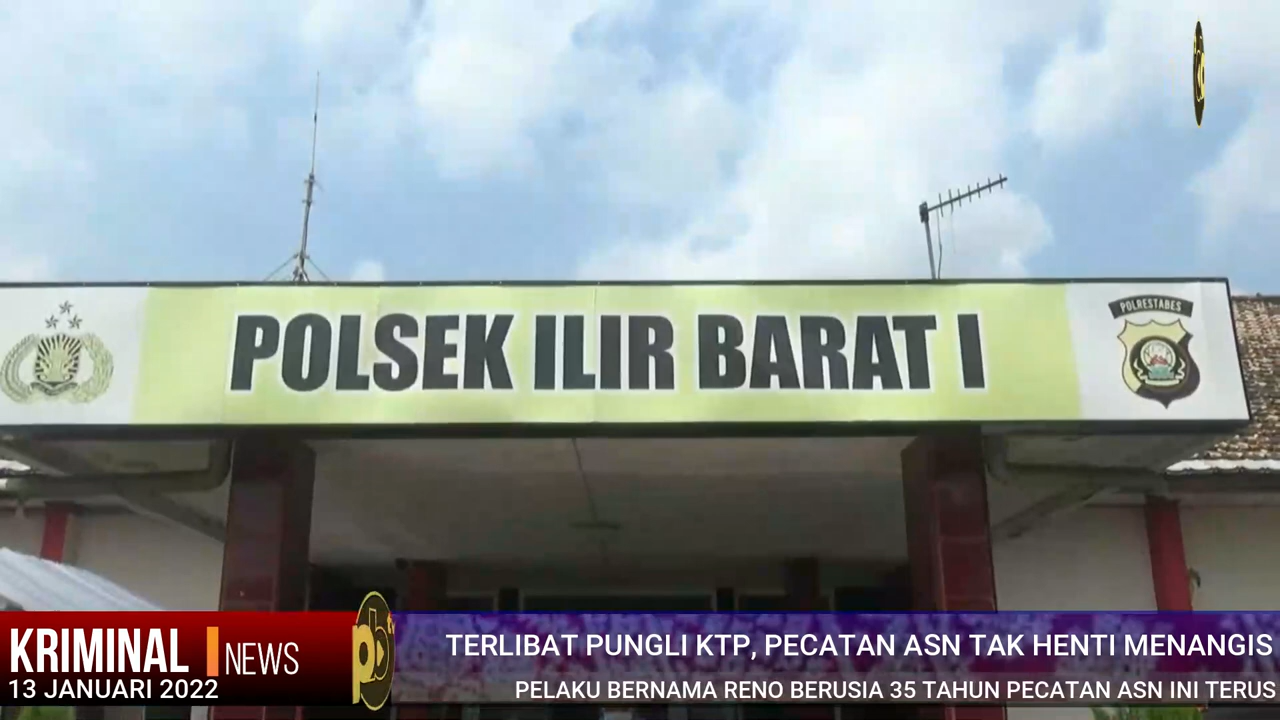 POLRESTABES
POLSEK ILIR BARAT I
KRIMINAL NEWS
13 JANUARI 2022
TERLIBAT PUNGLI KTP, PECATAN ASN TAK HENTI MENANGIS
PELAKU BERNAMA RENO BERUSIA 35 TAHUN PECATAN ASN INI TERUS